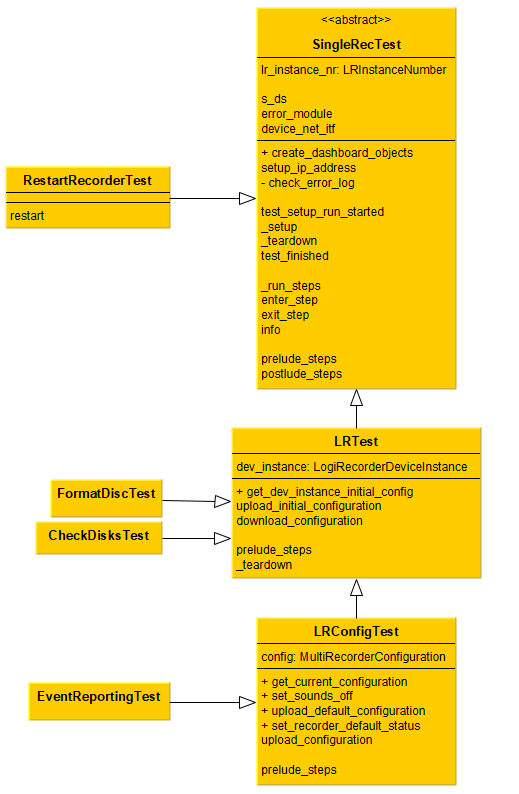 <<abstract>>
SingleRecTest
lr_instance_nr: LRInstanceNumber
s_ds
error_module
device_net_itf
+ create_dashboard_objects
setup_ip_address
- check_error_log
test_setup_run_started
_setup
_teardown
test_finished
_run_steps
enter_step
exit_step
info
prelude_steps
postlude_steps
RestartRecorderTest
restart
LRTest
dev_instance: LogiRecorderDeviceInstance
+ get_dev_instance_initial_config
upload_initial_configuration
download_configuration
prelude_steps
_teardown
FormatDiscTest
CheckDisksTest
LRConfigTest
config: MultiRecorderConfiguration
+ get_current_configuration
+ set_sounds_off
+ upload_default_configuration
+ set_recorder_default_status
upload_configuration
prelude_steps
EventReportingTest